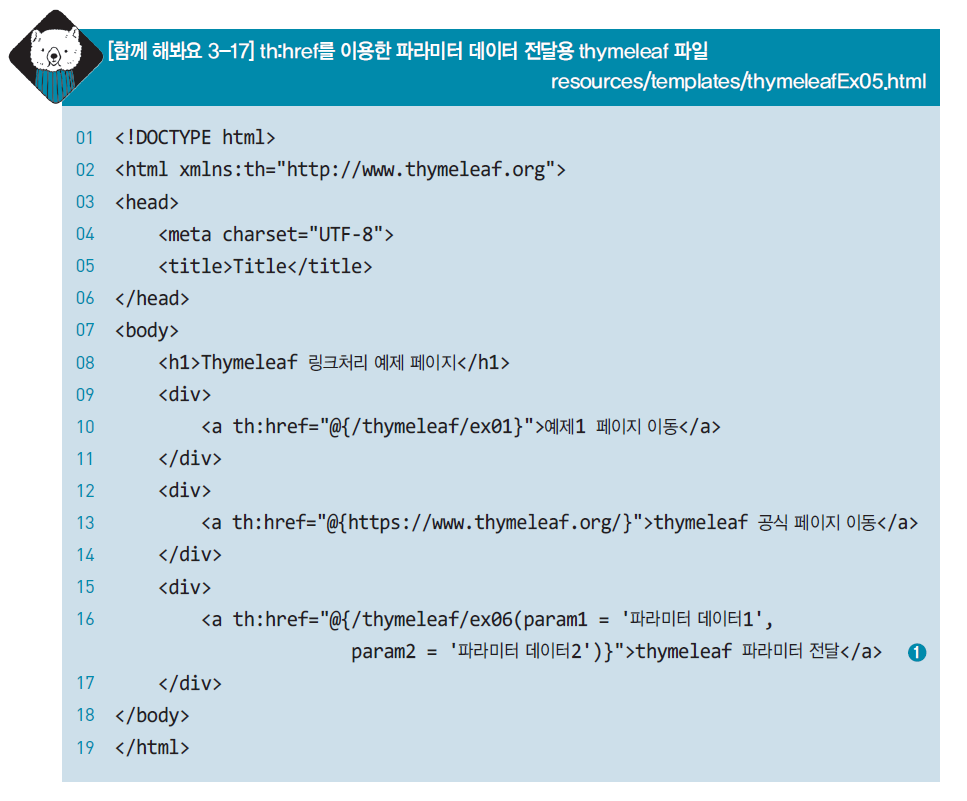 [함께 해봐요 3-17] th:href를 이용한 파라미터 데이터 전달용 thymeleaf 파일
resources/templates/thymeleafEx05.html
01 <!DOCTYPE html>
02 <html xmlns:th="http://www.thymeleaf.org">
03 <head>
04     <meta charset="UTF-8">
05     <title>Title</title>
06 </head>
07 <body>
08     <h1>Thymeleaf 링크처리 예제 페이지</h1>
09     <div>
10         <a th:href="@{/thymeleaf/ex01}">예제1 페이지 이동</a>
11     </div>
12     <div>
13         <a th:href="@{https://www.thymeleaf.org/}">thymeleaf 공식 페이지 이동</a>
14     </div>
15     <div>
16         <a th:href="@{/thymeleaf/ex06(param1 = '파라미터 데이터1',
                       param2 = '파라미터 데이터2')}">thymeleaf 파라미터 전달</a> ❶
17     </div>
18 </body>
19 </html>